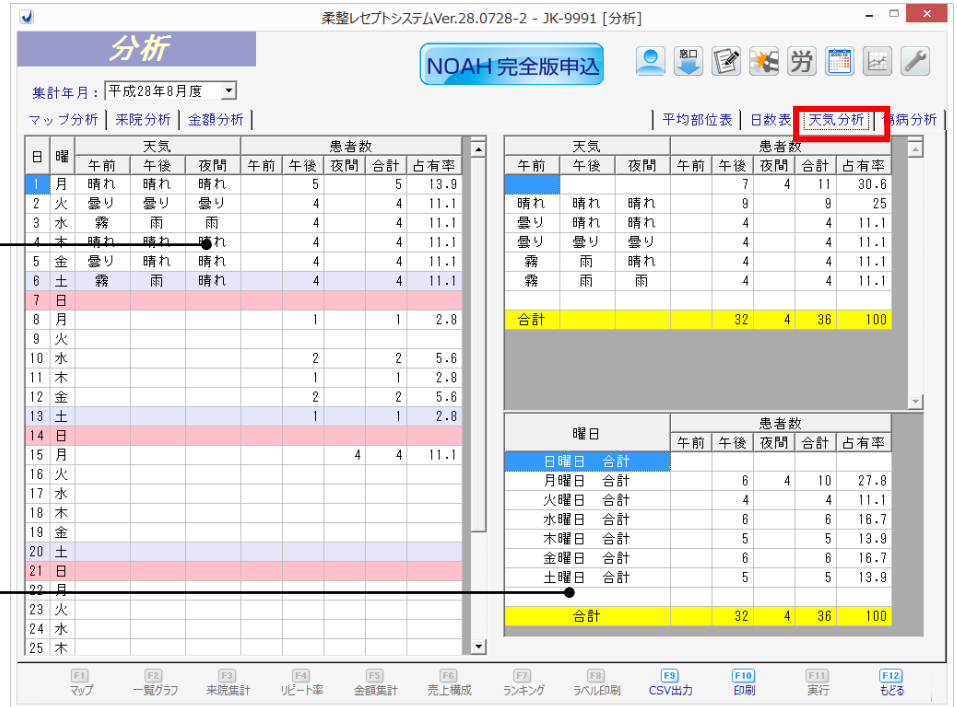 柔整レセプトシステムVer.28.0728-2 - JK-9991 [分析]
分析
NOAH 完全版申込
窓口
労
集計年月：平成28年8月度
マップ分析 来院分析 金額分析
平均部位表 日数表 天気分析 傷病分析
日 曜 天気 患者数
午前 午後 夜間 午前 午後 夜間 合計 占有率
1 月 晴れ 晴れ 晴れ 5 5 13.9
2 火 曇り 曇り 曇り 4 4 11.1
3 水 霧 雨 雨 4 4 11.1
4 木 晴れ 晴れ 晴れ 4 4 11.1
5 金 曇り 晴れ 晴れ 4 4 11.1
6 土 霧 雨 晴れ 4 4 11.1
7 日
8 月 1 1 2.8
9 火
10 水 2 2 5.6
11 木 1 1 2.8
12 金 2 2 5.6
13 土 1 1 2.8
14 日
15 月 4 4 11.1
16 火
17 水
18 木
19 金
20 土
21 日
22 月
23 火
24 水
25 木
天気 患者数
午前 午後 夜間 午前 午後 夜間 合計 占有率
7 4 11 30.6
晴れ 晴れ 晴れ 9 9 25
曇り 晴れ 晴れ 4 4 11.1
曇り 曇り 曇り 4 4 11.1
霧 雨 晴れ 4 4 11.1
霧 雨 雨 4 4 11.1
合計 32 4 36 100
曜日 患者数
午前 午後 夜間 合計 占有率
日曜日 合計
月曜日 合計 6 4 10 27.8
火曜日 合計 4 4 11.1
水曜日 合計 6 6 16.7
木曜日 合計 5 5 13.9
金曜日 合計 6 6 16.7
土曜日 合計 5 5 13.9
合計 32 4 36 100
F1 F2 F3 F4 F5 F6 F7 F8 F9 F10 F11 F12
マップ 一覧グラフ 来院集計 リピート率 金額集計 売上構成 ランキング ラベル印刷 CSV出力 印刷 実行 もどる